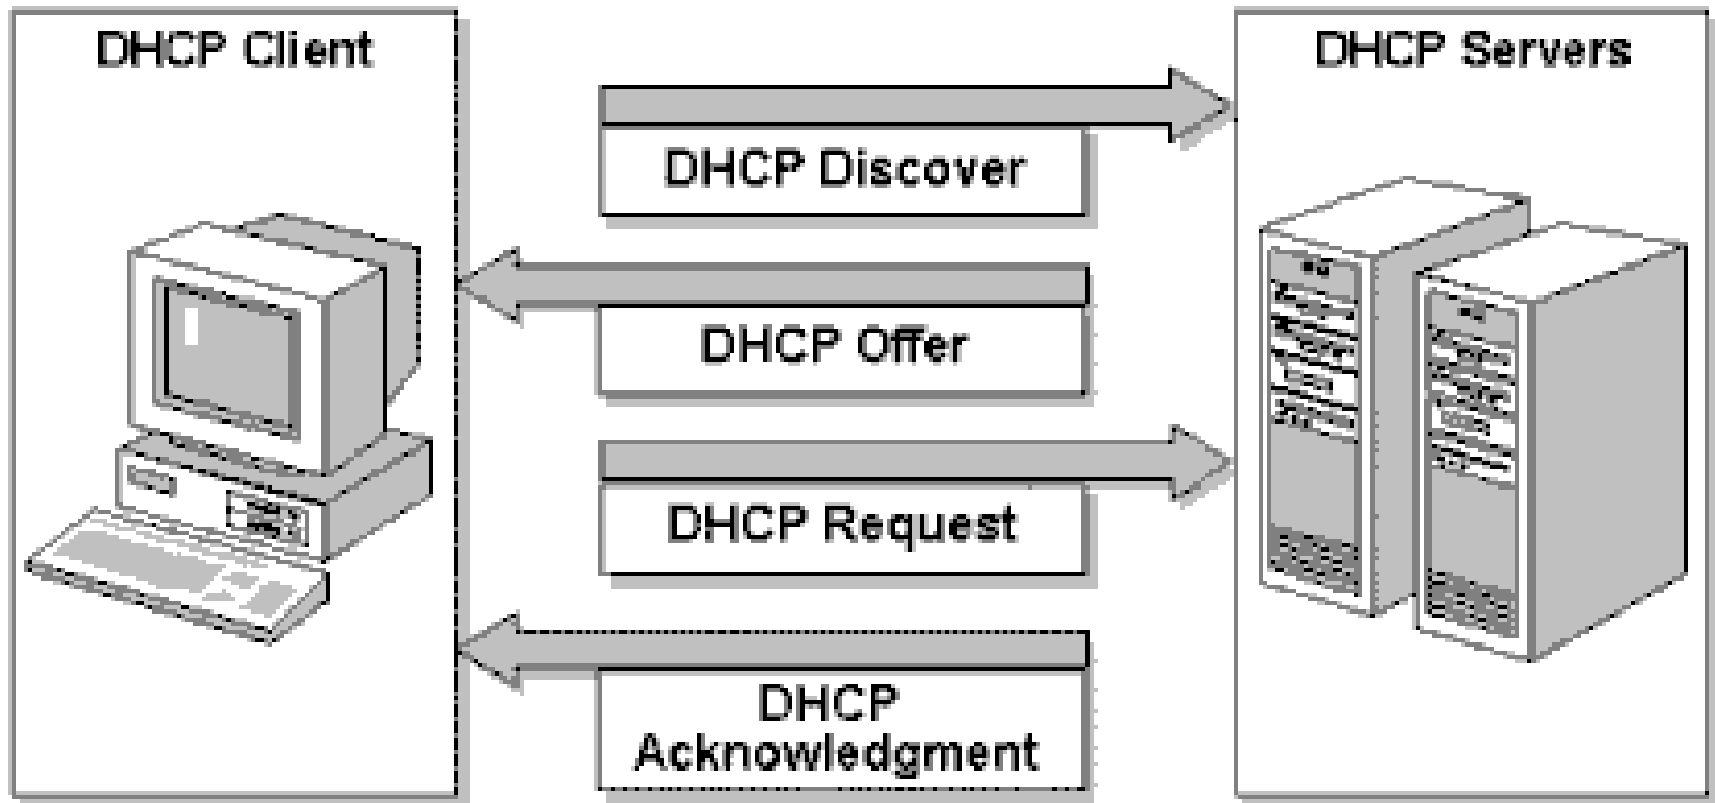 DHCP Client
DHCP Servers
DHCP Discover
DHCP Offer
DHCP Request
DHCP
Acknowledgment